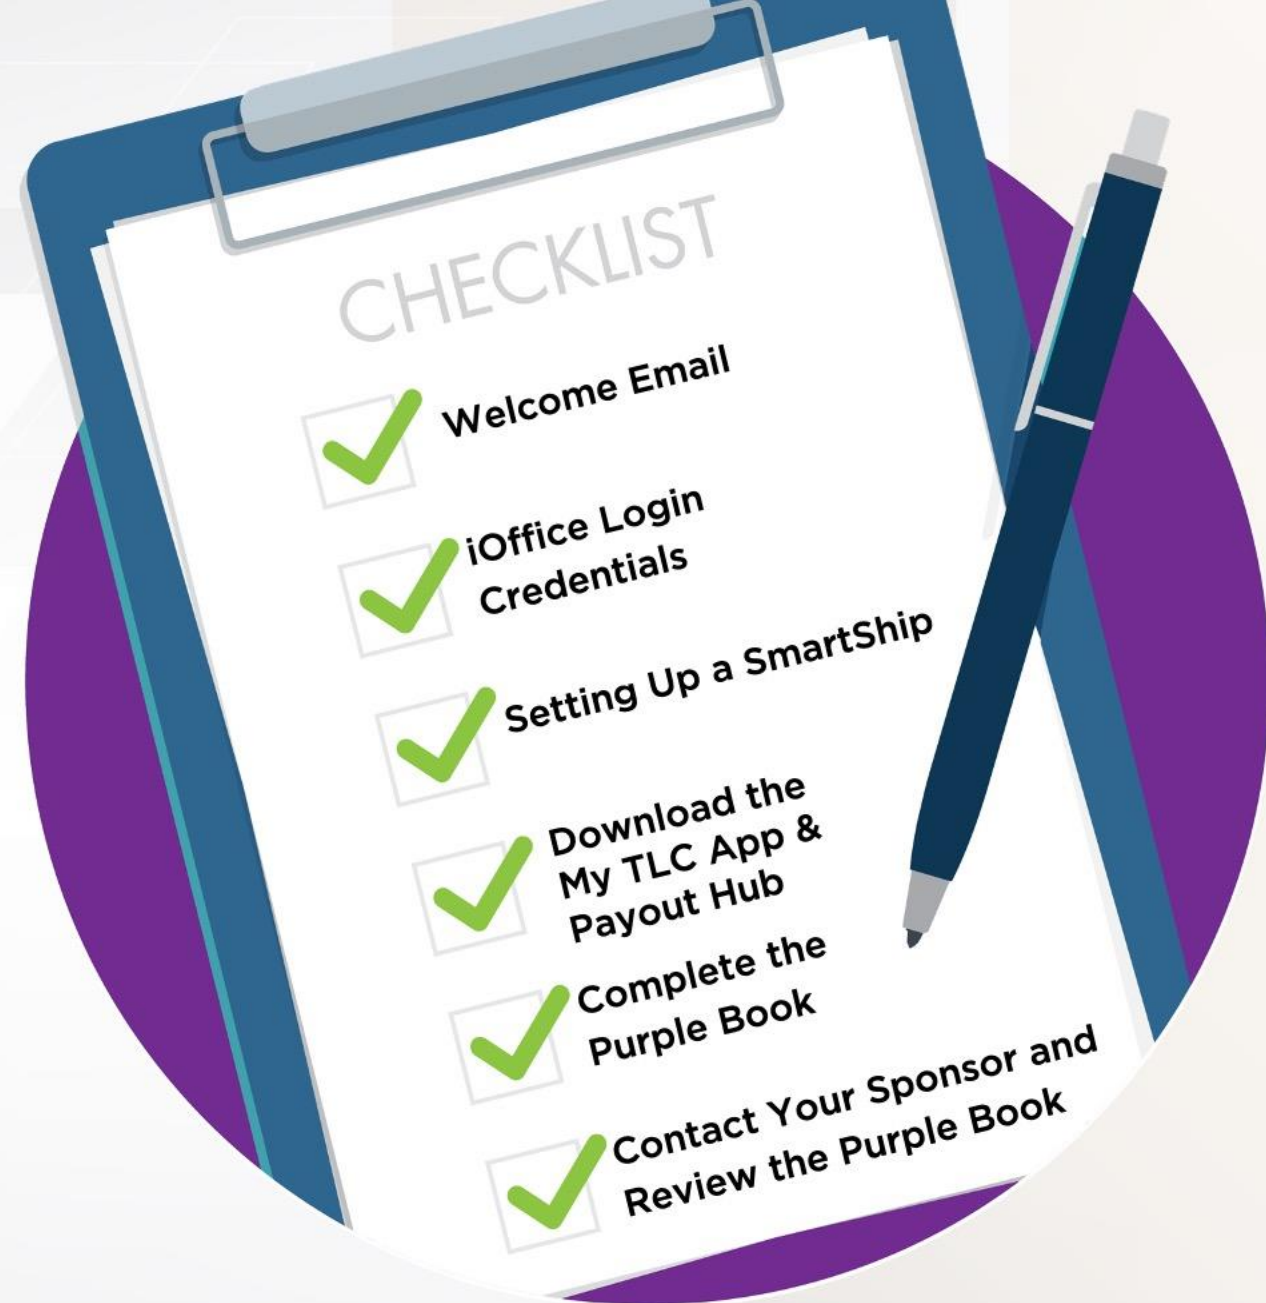 CHECKLIST
Welcome Email
iOffice Login
Credentials
Setting Up a SmartShip
Download the
My TLC App &
Payout Hub
Complete the
Purple Book
Contact Your Sponsor and
Review the Purple Book